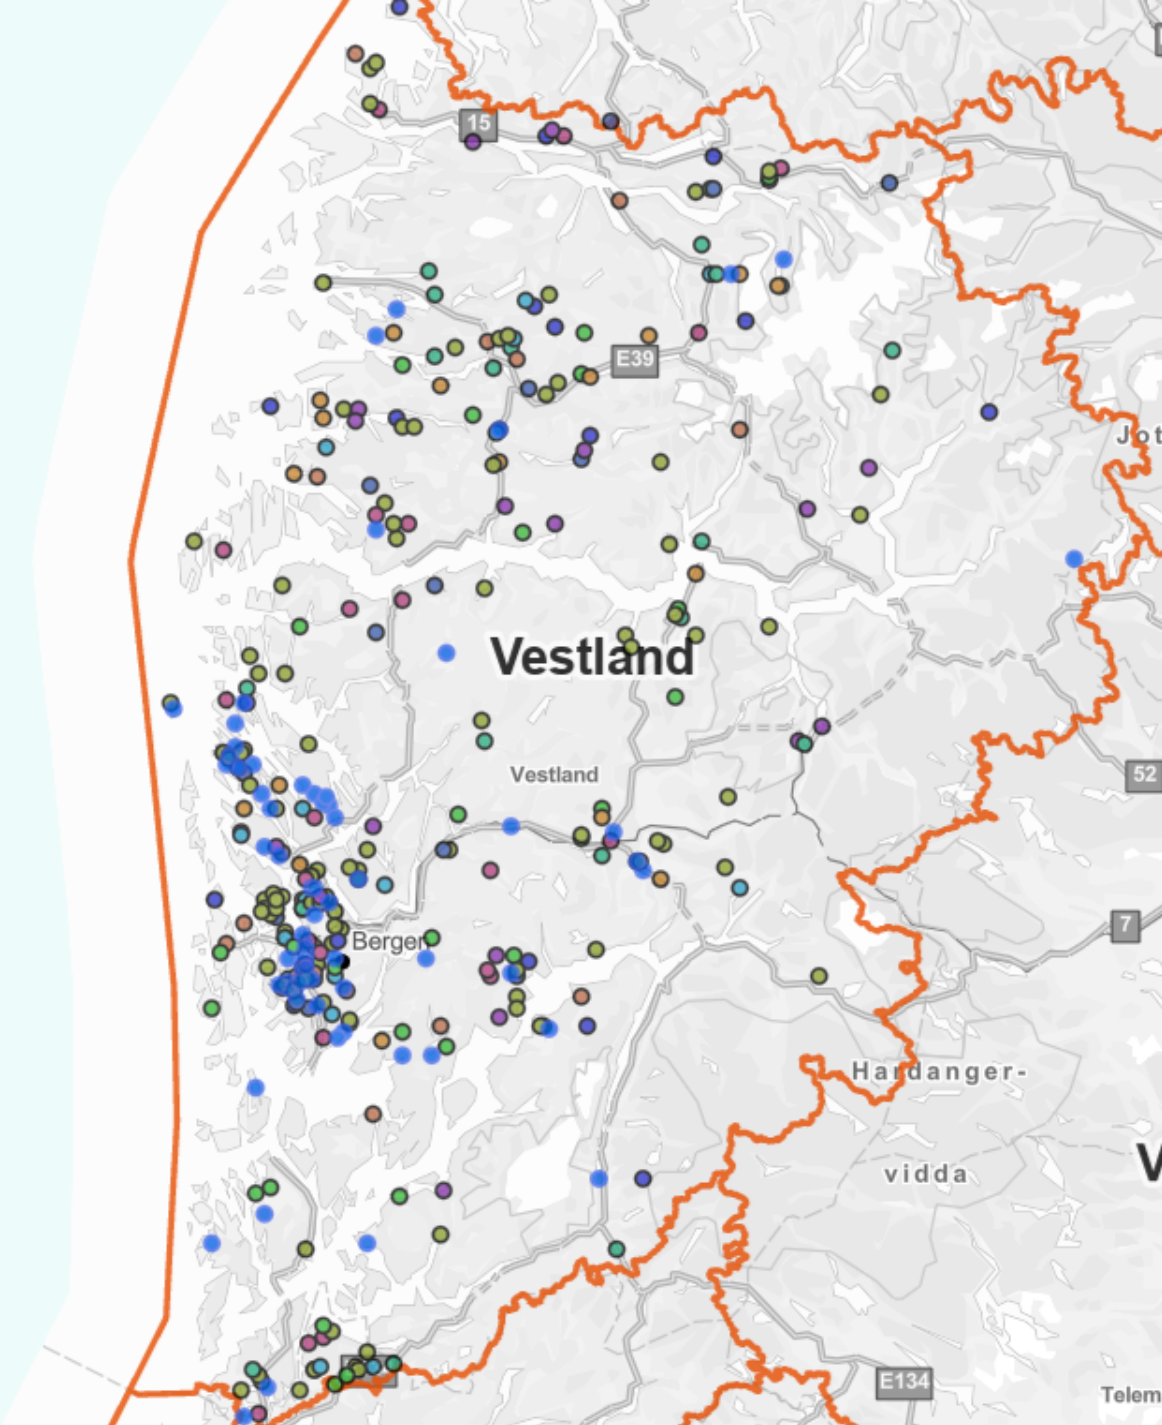 15
E39
Jot
Vestland
Vestland
52
7
Bergen
Hardanger-
V
vidda
E134
Telem